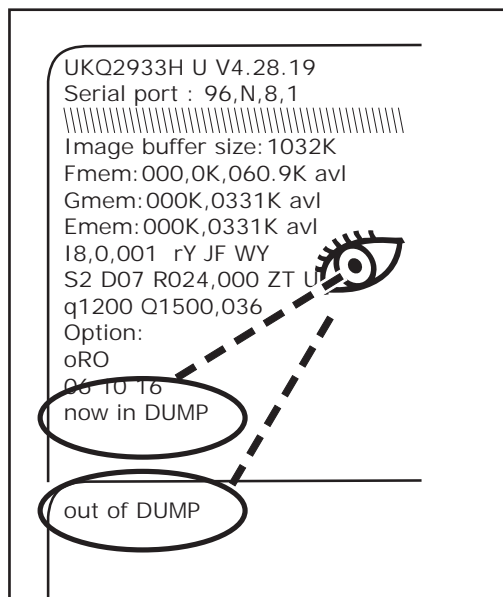 UKQ2933H U V4.28.19
Serial port : 96,N,8,1
Image buffer size:1032K
Fmem:000,0K,060.9K avl
Gmem:000K,0331K avl
Emem:000K,0331K avl
I8,0,001 rY JF WY
S2 D07 R024,000 ZT U
q1200 Q1500,036
Option:
oRO
06 10 16
now in DUMP
out of DUMP